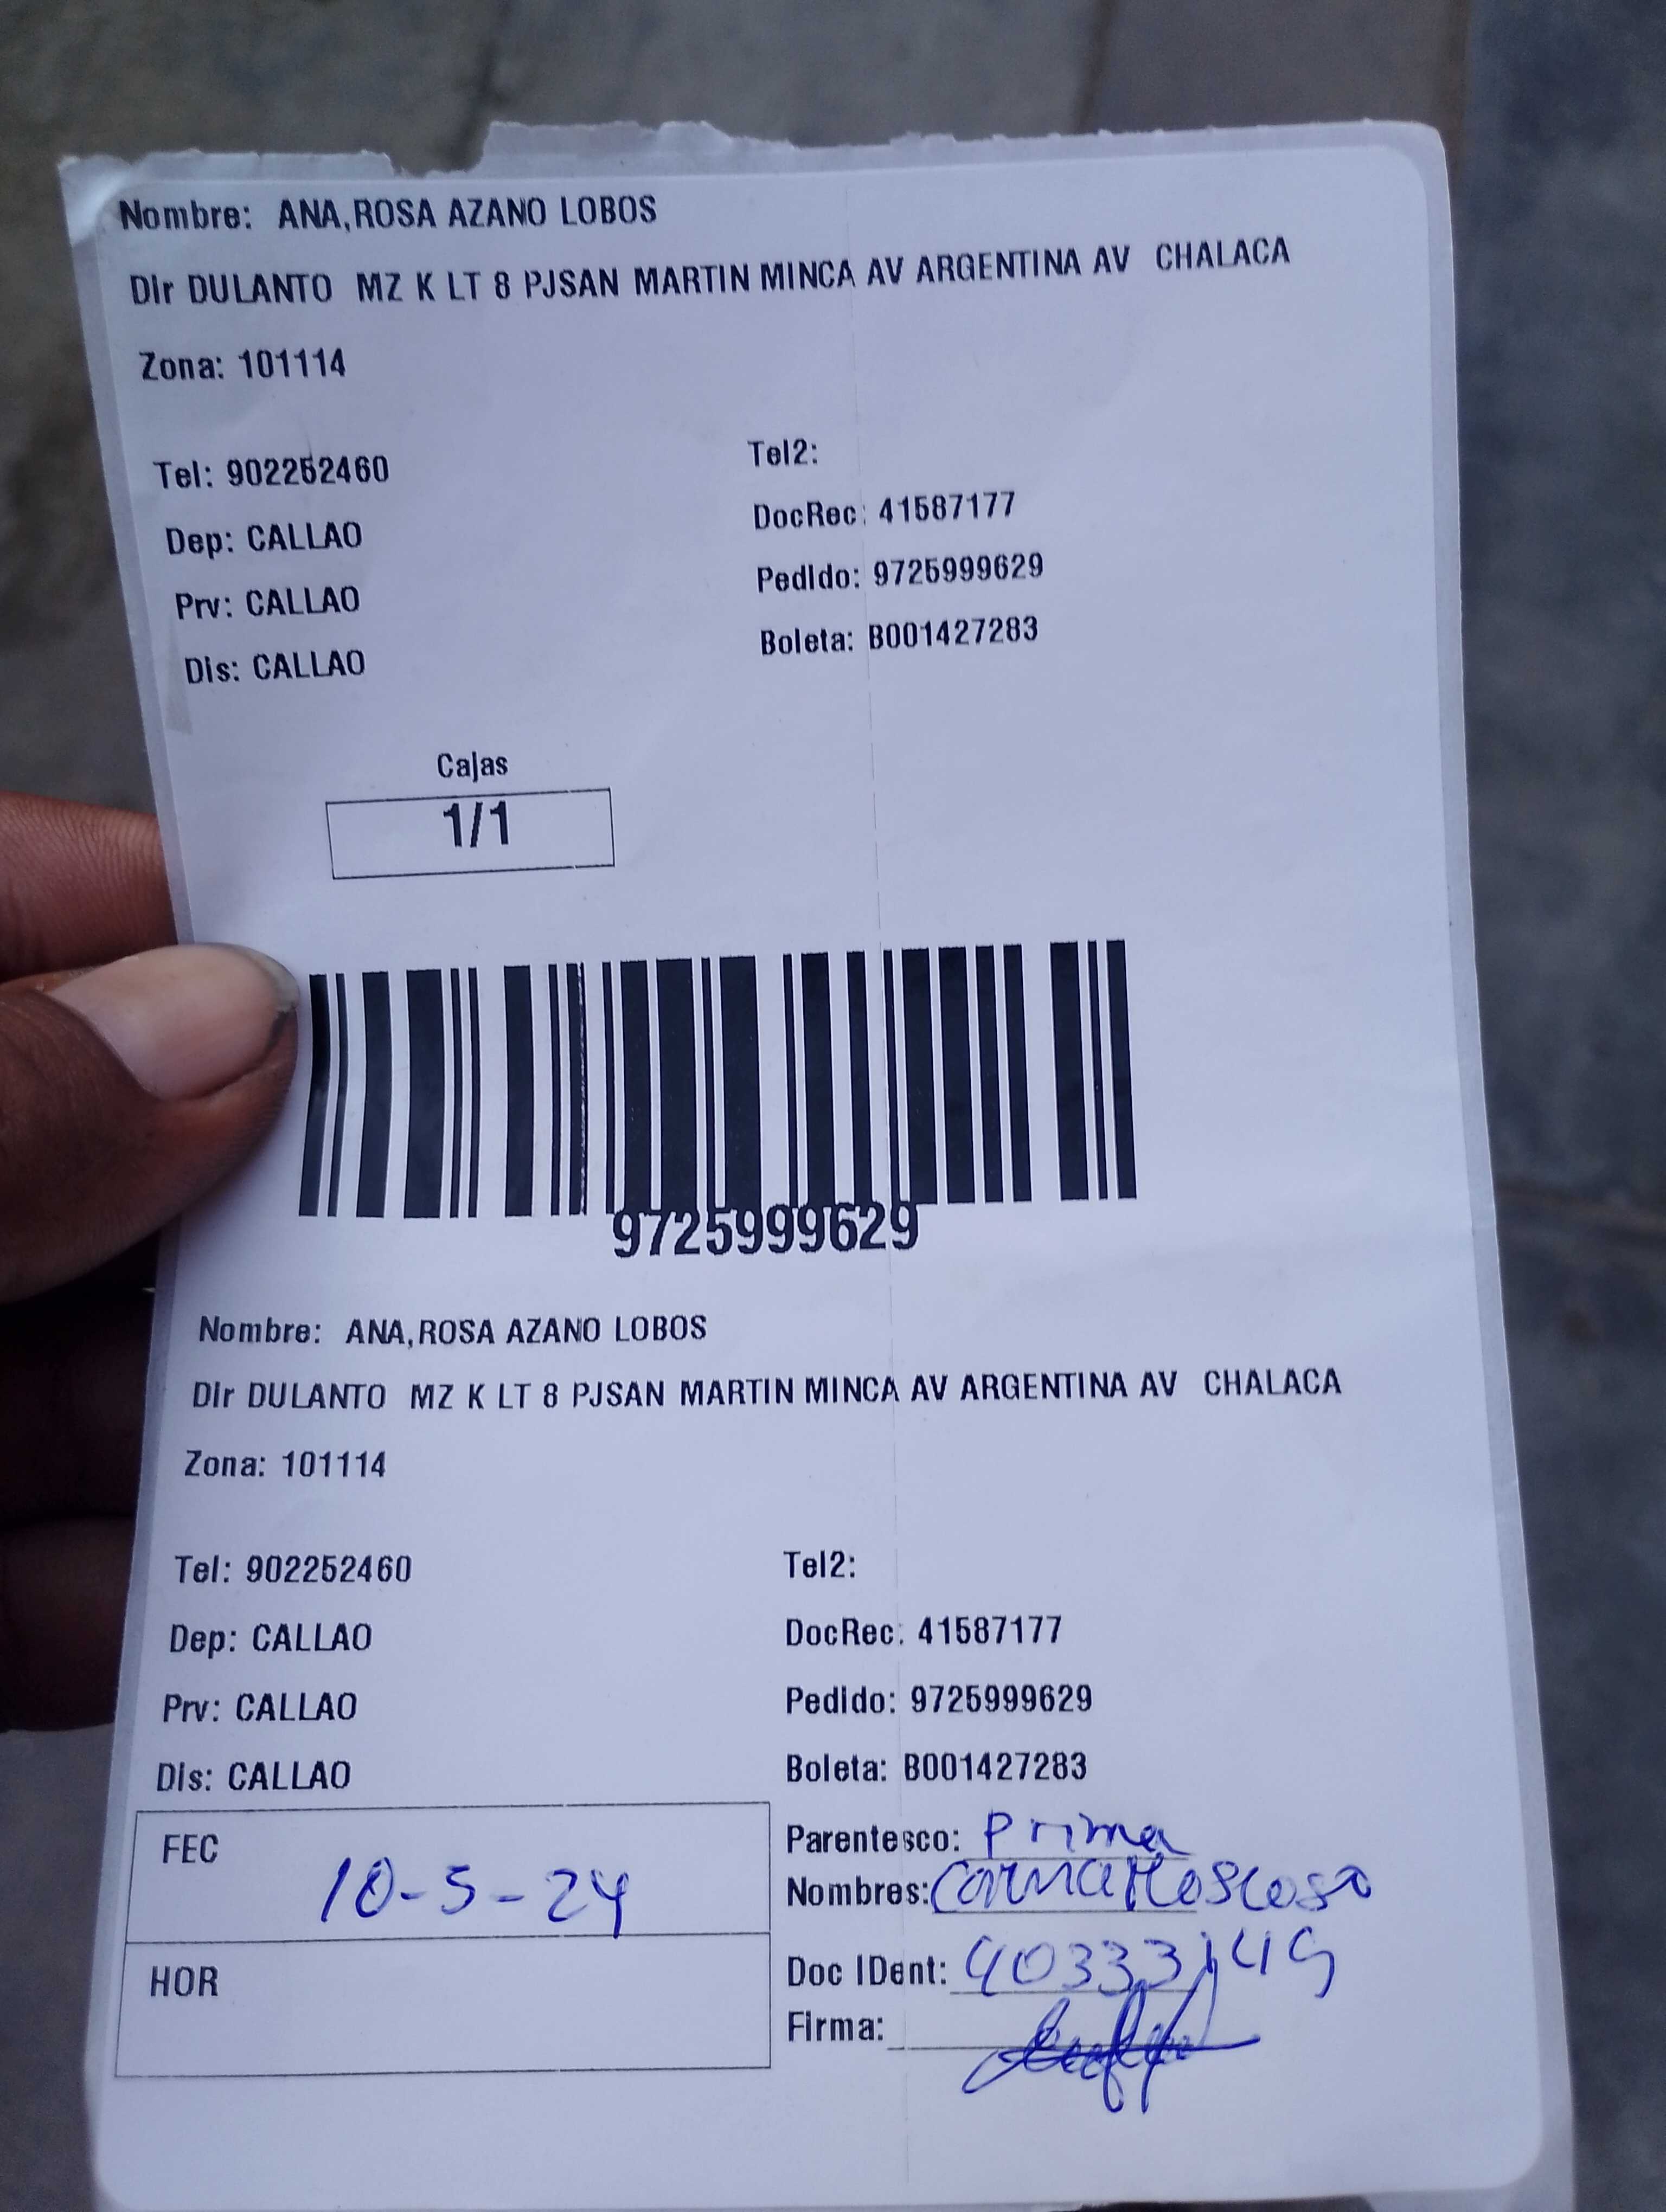 Nombre: ANA,ROSA AZANO LOBOS
Dir DULANTO MZ K LT 8 PJSAN MARTIN MINCA AV ARGENTINA AV CHALACA
Zona: 101114
Tel: 902252460 Tel2:
Dep: CALLAO DocRec: 41587177
Prv: CALLAO Pedido: 9725999629
Dis: CALLAO Boleta: B001427283
Cajas
1/1
9725999629
Nombre: ANA,ROSA AZANO LOBOS
Dir DULANTO MZ K LT 8 PJSAN MARTIN MINCA AV ARGENTINA AV CHALACA
Zona: 101114
Tel: 902252460 Tel2:
Dep: CALLAO DocRec: 41587177
Prv: CALLAO Pedido: 9725999629
Dis: CALLAO Boleta: B001427283
FEC 10-5-24
HOR
Parentesco: Prima
Nombres: Moscoso
Doc IDent:
Firma: